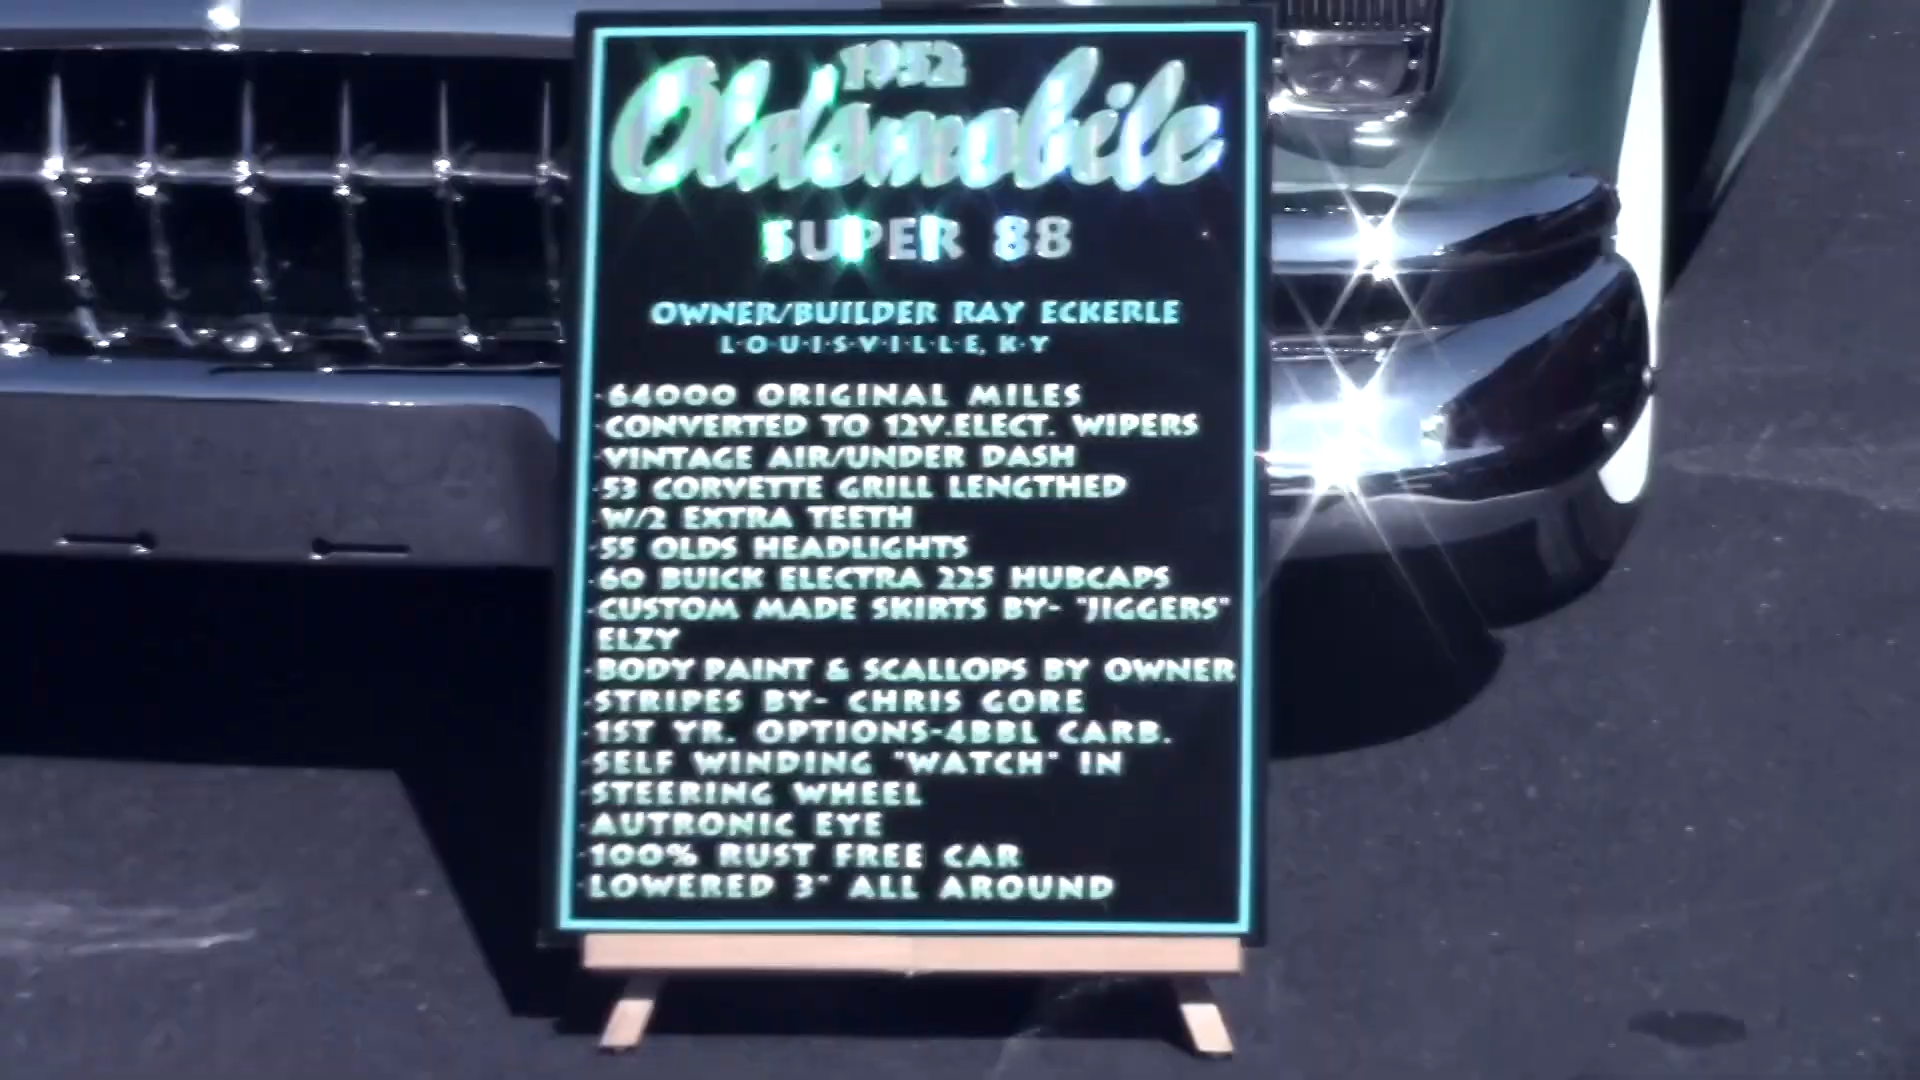 1952
Oldsmobile
SUPER 88
OWNER/BUILDER RAY ECKERLE
L·O·U·I·S·V·I·L·L·E, K·Y
·64000 ORIGINAL MILES
·CONVERTED TO 12V.ELECT. WIPERS
·VINTAGE AIR/UNDER DASH
·53 CORVETTE GRILL LENGTHED
·W/2 EXTRA TEETH
·55 OLDS HEADLIGHTS
·60 BUICK ELECTRA 225 HUBCAPS
·CUSTOM MADE SKIRTS BY- "JIGGERS"
ELZY
·BODY PAINT & SCALLOPS BY OWNER
·STRIPES BY- CHRIS GORE
·1ST YR. OPTIONS-4BBL CARB.
·SELF WINDING "WATCH" IN
·STEERING WHEEL
·AUTRONIC EYE
·100% RUST FREE CAR
·LOWERED 3" ALL AROUND